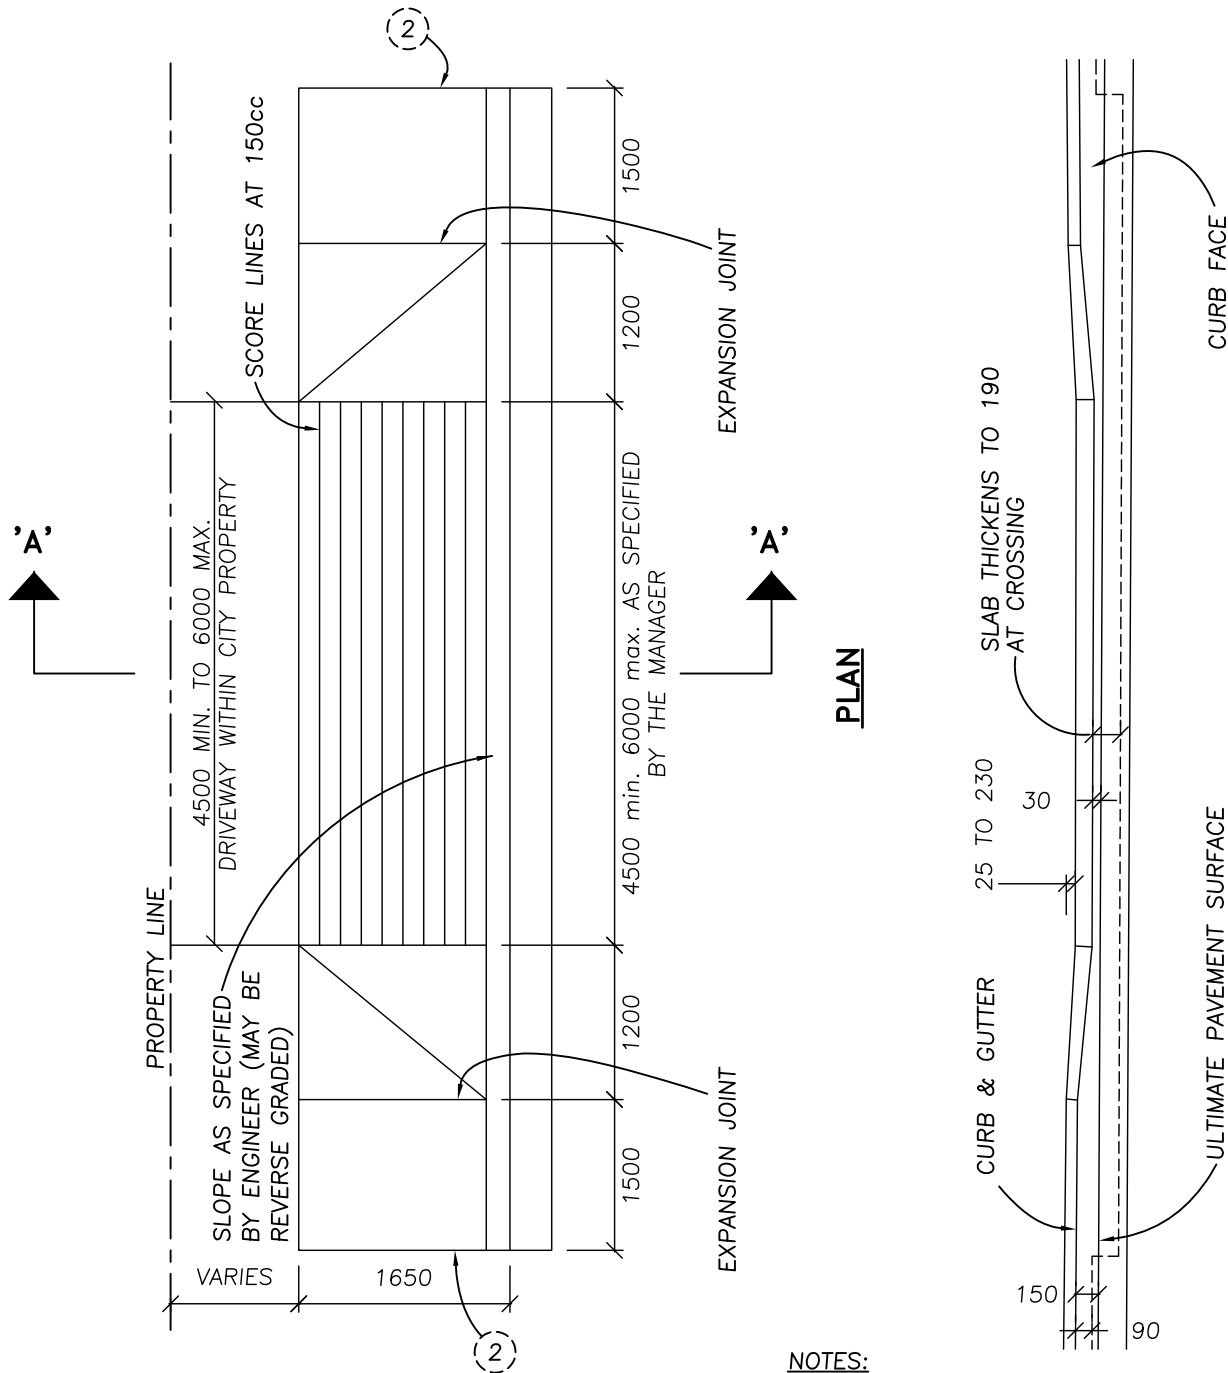 2
SCORE LINES AT 150cc
1500
1200
EXPANSION JOINT
4500 MIN. TO 6000 MAX.
DRIVEWAY WITHIN CITY PROPERTY
'A'
'A'
4500 min. 6000 max. AS SPECIFIED
BY THE MANAGER
PROPERTY LINE
SLOPE AS SPECIFIED
BY ENGINEER (MAY BE
REVERSE GRADED)
1200
1500
EXPANSION JOINT
VARIES
1650
2
PLAN
CURB FACE
SLAB THICKENS TO 190
AT CROSSING
25 TO 230
30
CURB & GUTTER
ULTIMATE PAVEMENT SURFACE
150
90
NOTES: